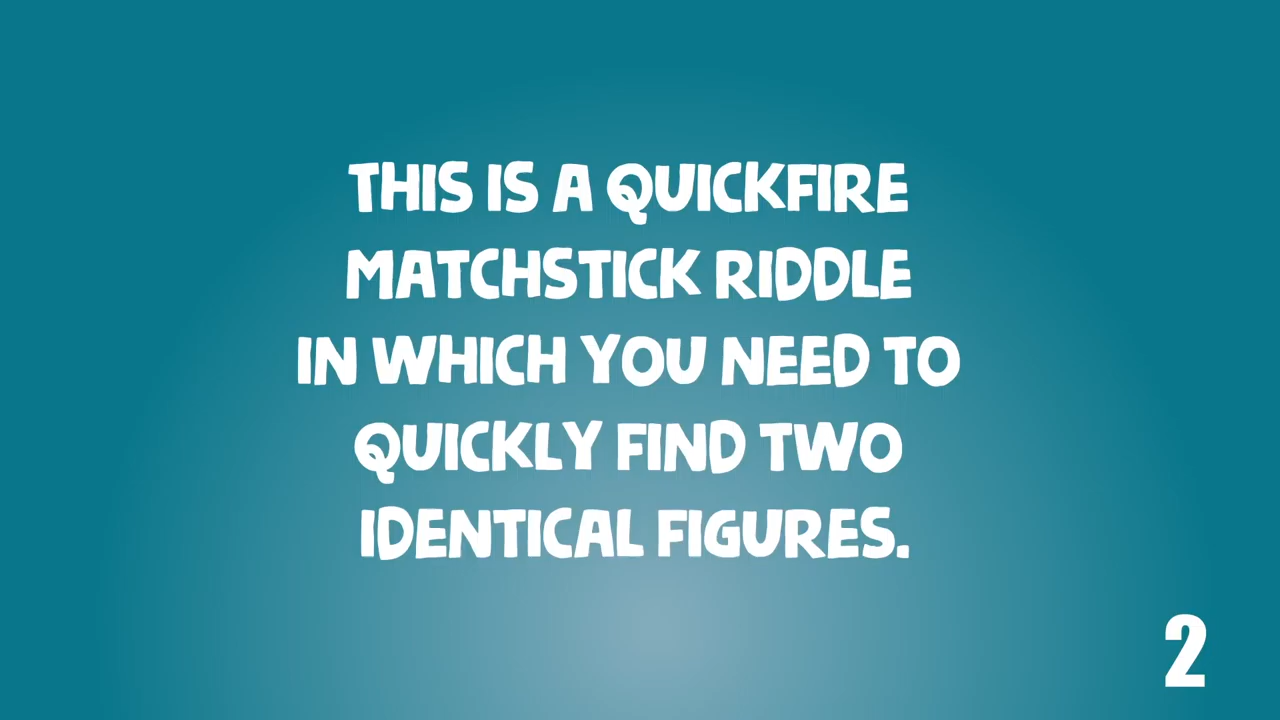 THIS IS A QUICKFIRE
MATCHSTICK RIDDLE
IN WHICH YOU NEED TO
QUICKLY FIND TWO
IDENTICAL FIGURES.
2